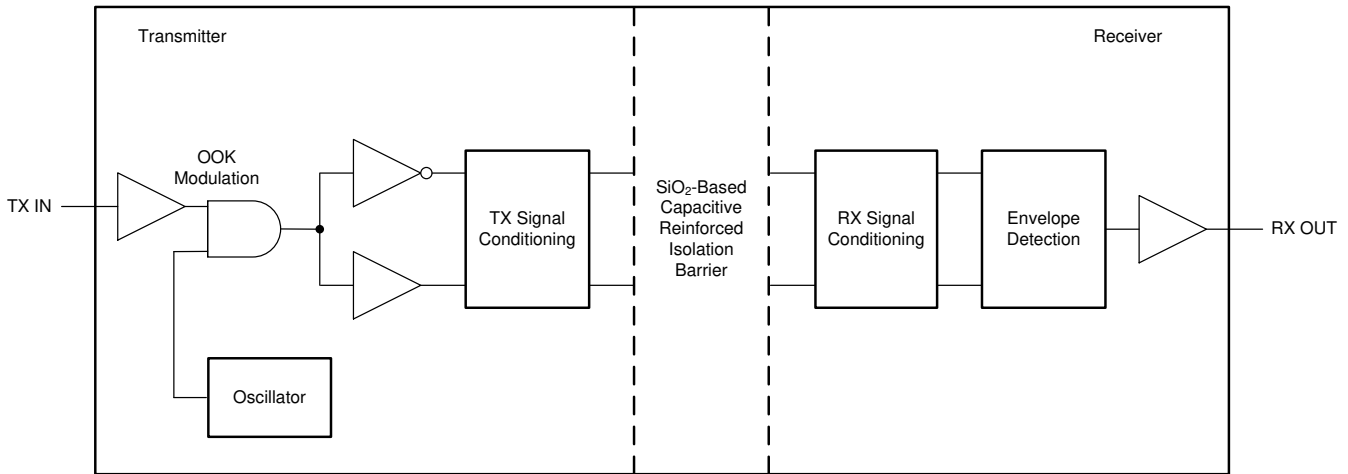 Transmitter
Receiver
OOK
Modulation
TX IN
TX Signal
Conditioning
SiO₂-Based
Capacitive
Reinforced
Isolation
Barrier
RX Signal
Conditioning
Envelope
Detection
RX OUT
Oscillator